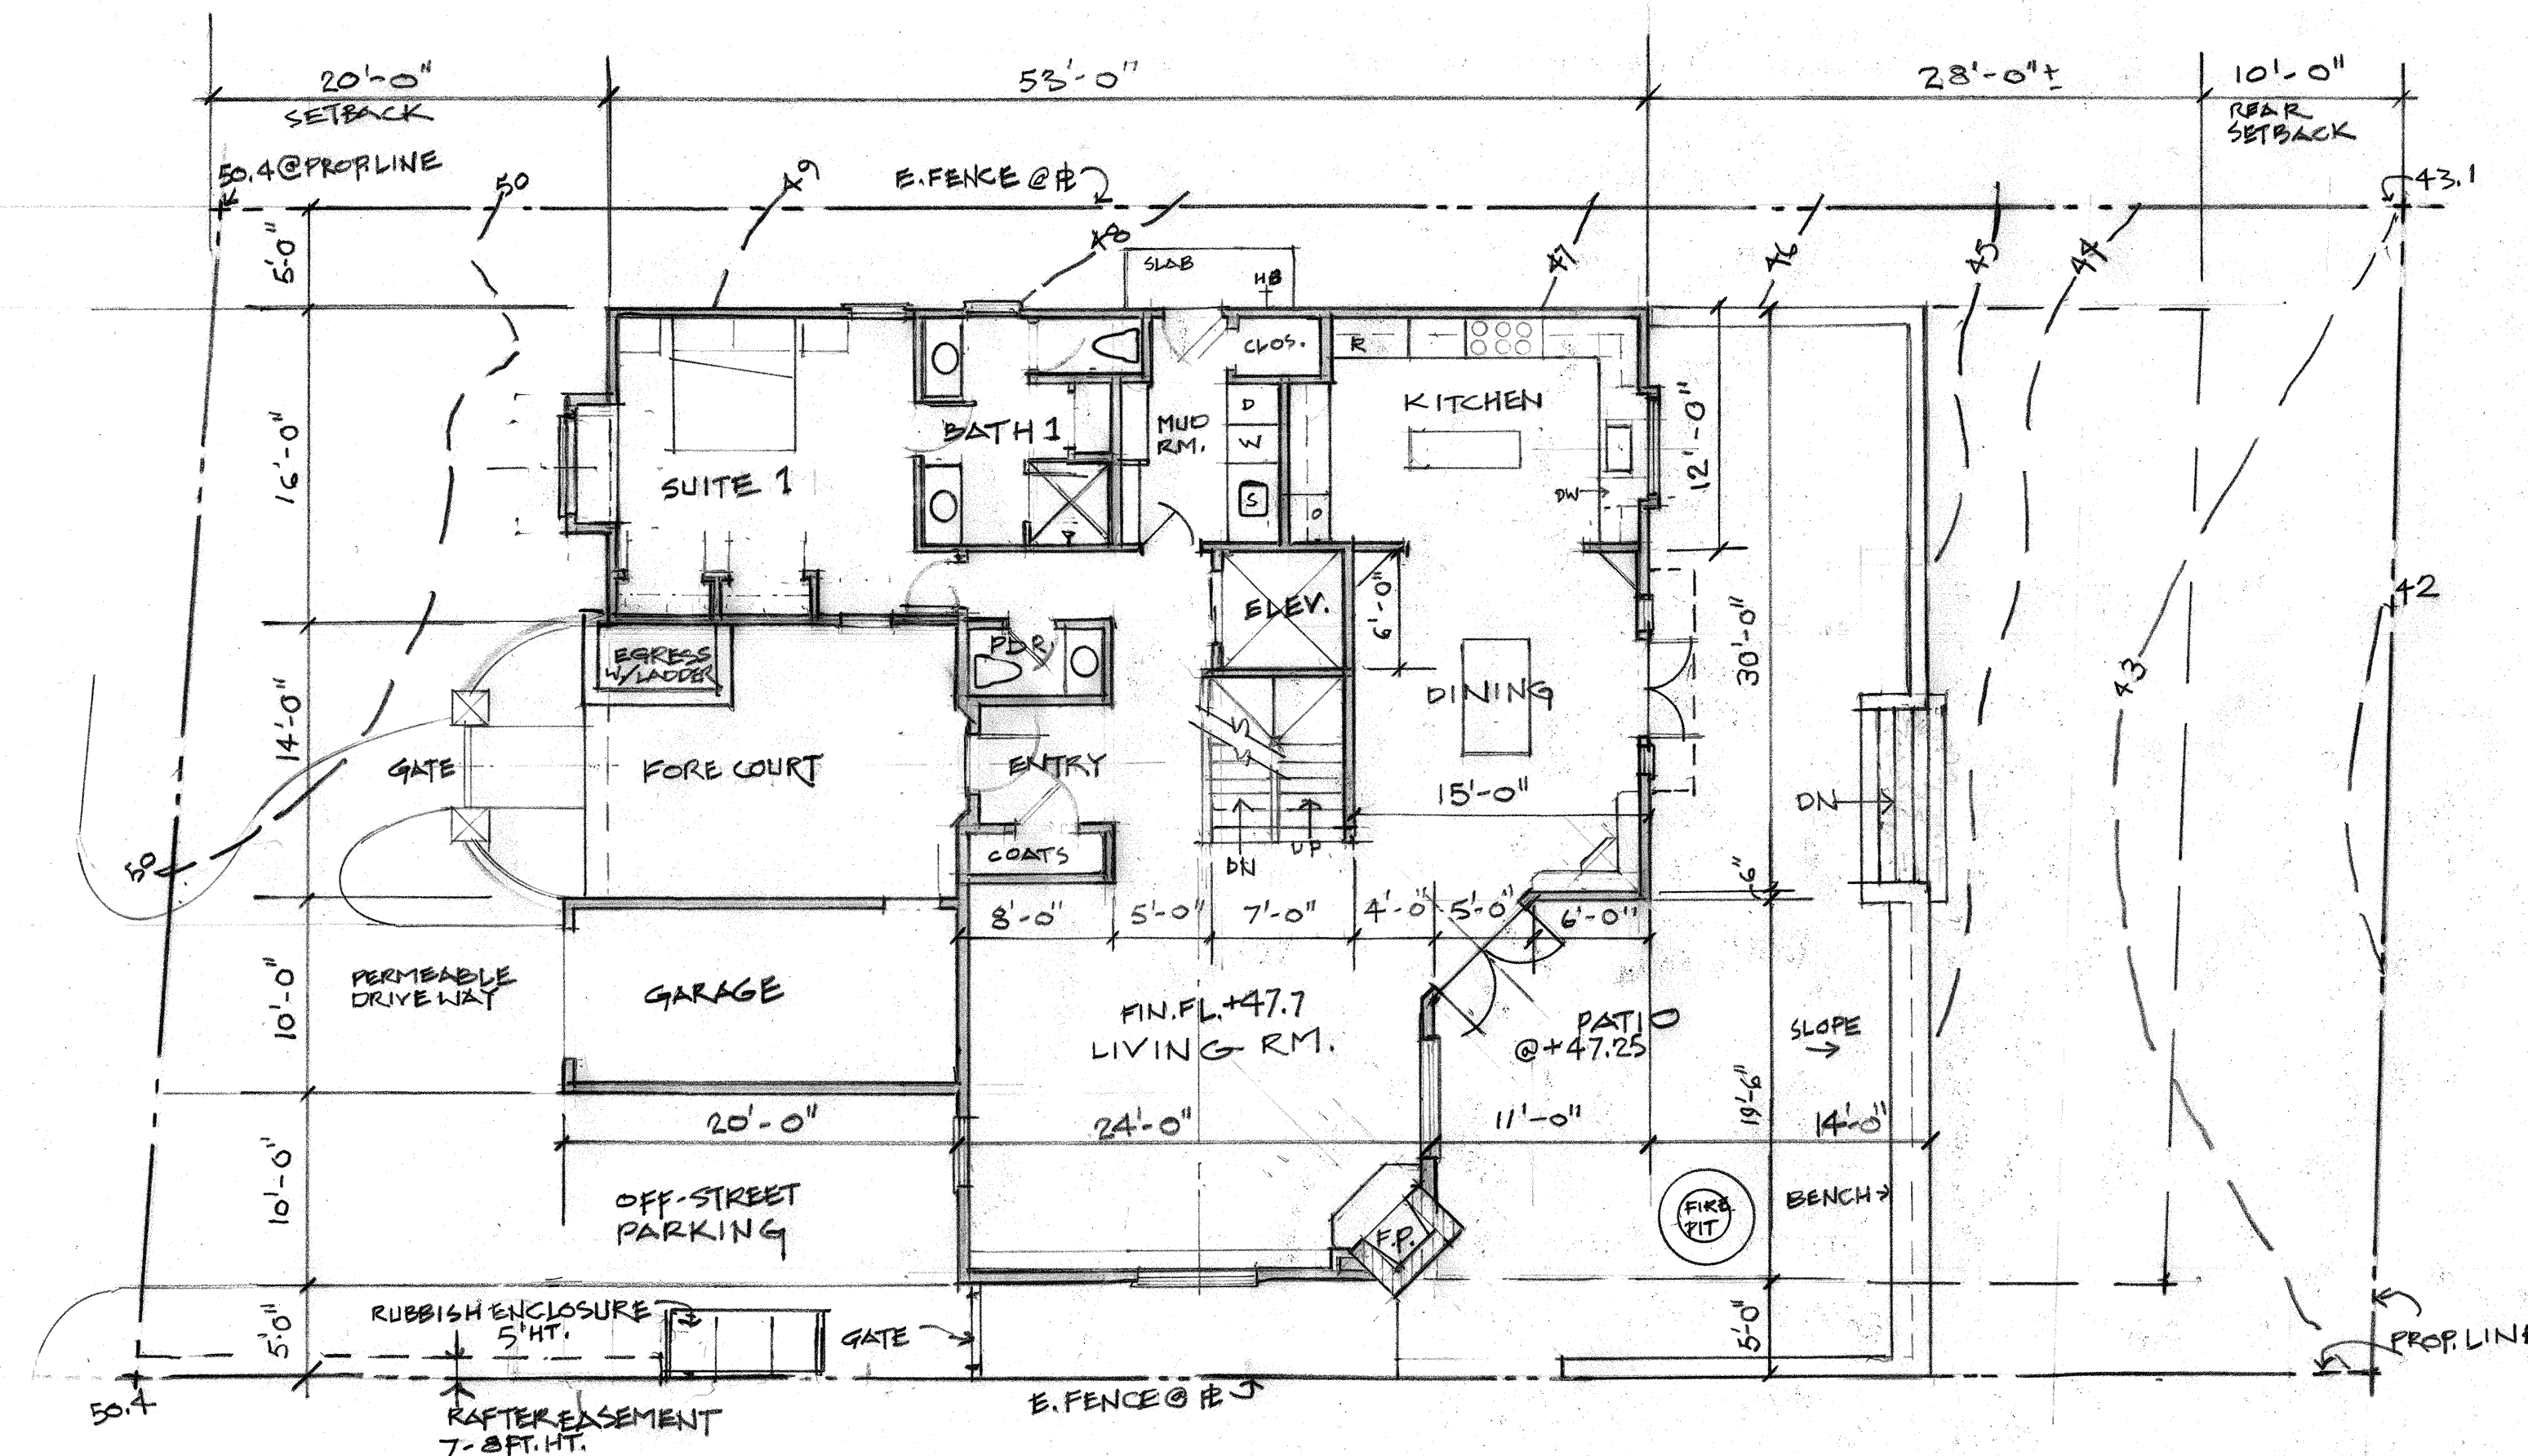 20'-0"
SETBACK
53'-0"
28'-0"±
10'-0"
REAR
SETBACK
50.4@PROP.LINE
50
49
E.FENCE @ ⅊
48
47
46
45
44
43.1
5'-0"
SLAB
HB
CLOS.
R
16'-0"
BATH 1
MUD
RM.
D
W
S
KITCHEN
DW
O
12'-0"
SUITE 1
ELEV.
6'-0"
30'-0"
42
EGRESS
W/LADDER
PDR.
DINING
43
14'-0"
GATE
FORE COURT
ENTRY
15'-0"
DN
50
COATS
DN
UP
6"
8'-0"
5'-0"
7'-0"
4'-0"
5'-0"
6'-0"
10'-0"
PERMEABLE
DRIVEWAY
GARAGE
FIN.FL.+47.7
LIVING RM.
PATIO
@+47.25
SLOPE
20'-0"
24'-0"
11'-0"
19'-6"
14'-0"
10'-0"
OFF-STREET
PARKING
F.P.
FIRE
PIT
BENCH
5'-0"
RUBBISH ENCLOSURE
5'HT.
GATE
5'-0"
PROP. LINE
50.4
RAFTER EASEMENT
7-8FT.HT.
E. FENCE @ ⅊